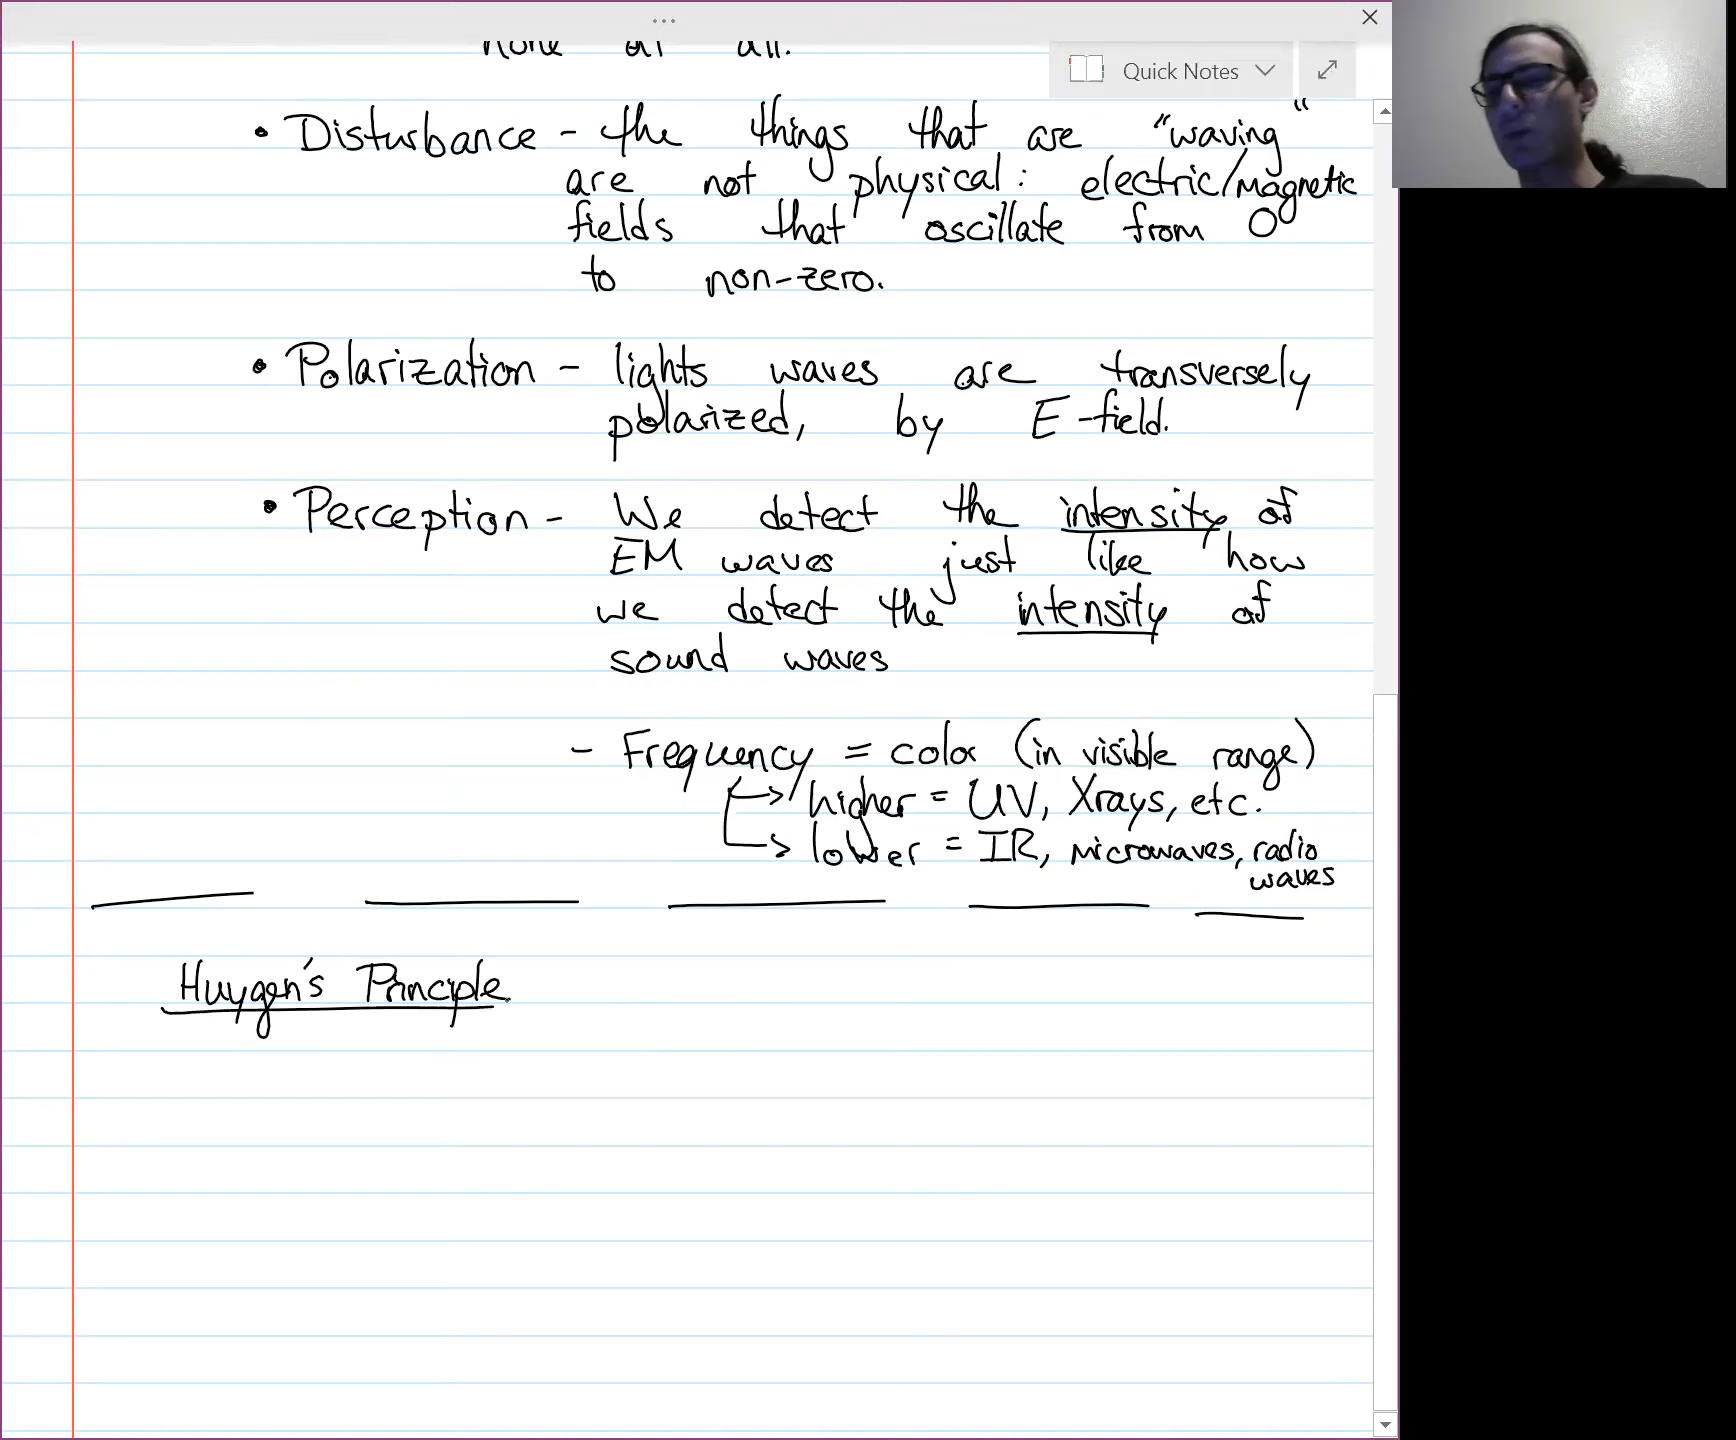 none at all.
Quick Notes
• Disturbance - the things that are "waving"
are not physical: electric/magnetic
fields that oscillate from 0
to non-zero.
• Polarization - lights waves are transversely
polarized, by E-field.
• Perception - We detect the intensity of
EM waves just like how
we detect the intensity of
sound waves
- Frequency = color (in visible range)
↳ higher = UV, Xrays, etc.
↳ lower = IR, microwaves, radio
waves
Huygen's Principle